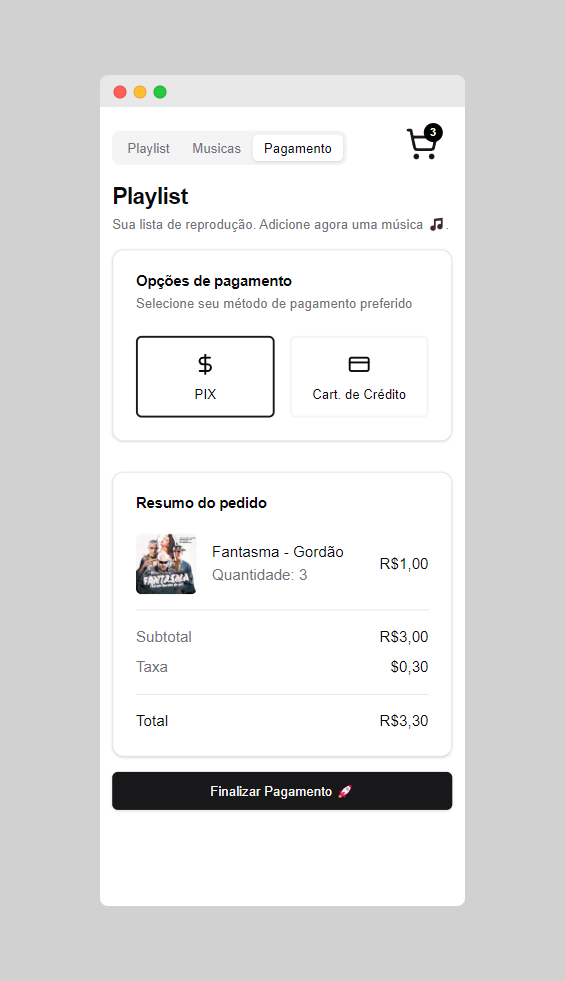 Playlist Musicas Pagamento 3
Playlist
Sua lista de reprodução. Adicione agora uma música 🎵.
Opções de pagamento
Selecione seu método de pagamento preferido
PIX Cart. de Crédito
Resumo do pedido
FANTASMA
Fantasma - Gordão R$1,00
Quantidade: 3
Subtotal R$3,00
Taxa $0,30
Total R$3,30
Finalizar Pagamento 🚀